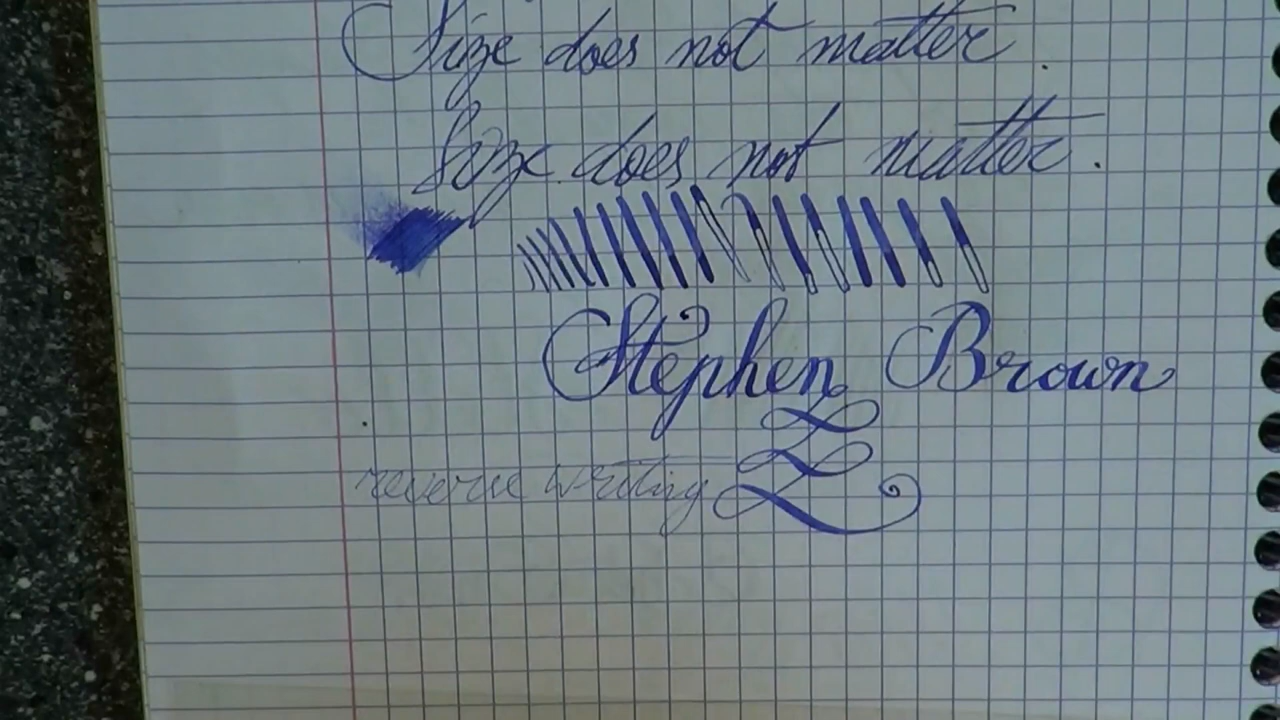 Size does not matter.
Size does not matter.
Stephen Brown
reverse writing